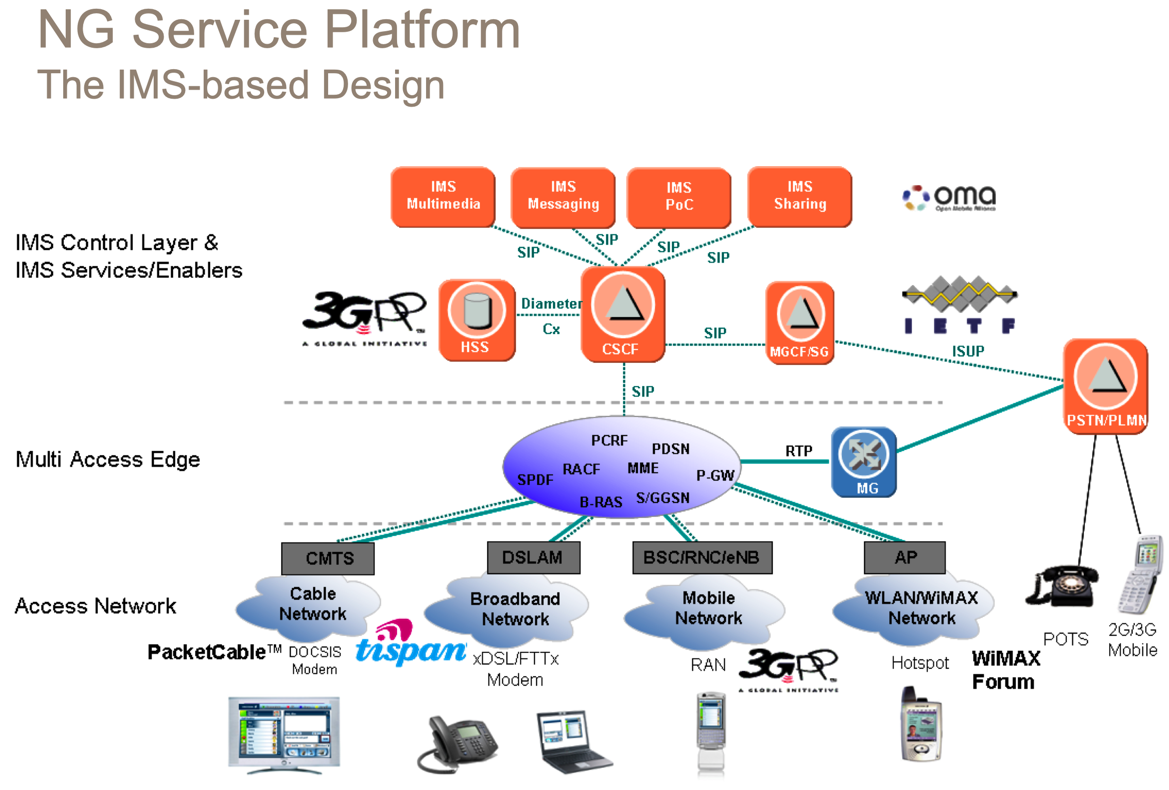 NG Service Platform
The IMS-based Design
IMS
Multimedia
IMS
Messaging
IMS
PoC
IMS
Sharing
oma
Open Mobile Alliance
SIP
SIP
SIP
SIP
IMS Control Layer &
IMS Services/Enablers
3GPP™
A GLOBAL INITIATIVE
HSS
Diameter
Cx
CSCF
SIP
MGCF/SG
IETF
ISUP
PSTN/PLMN
SIP
Multi Access Edge
PCRF
PDSN
RACF
MME
SPDF
P-GW
B-RAS
S/GGSN
RTP
MG
CMTS
DSLAM
BSC/RNC/eNB
AP
Access Network
Cable
Network
Broadband
Network
Mobile
Network
WLAN/WiMAX
Network
PacketCable™
DOCSIS
Modem
tispan
xDSL/FTTx
Modem
RAN
3GPP™
A GLOBAL INITIATIVE
Hotspot
WiMAX
Forum
POTS
2G/3G
Mobile